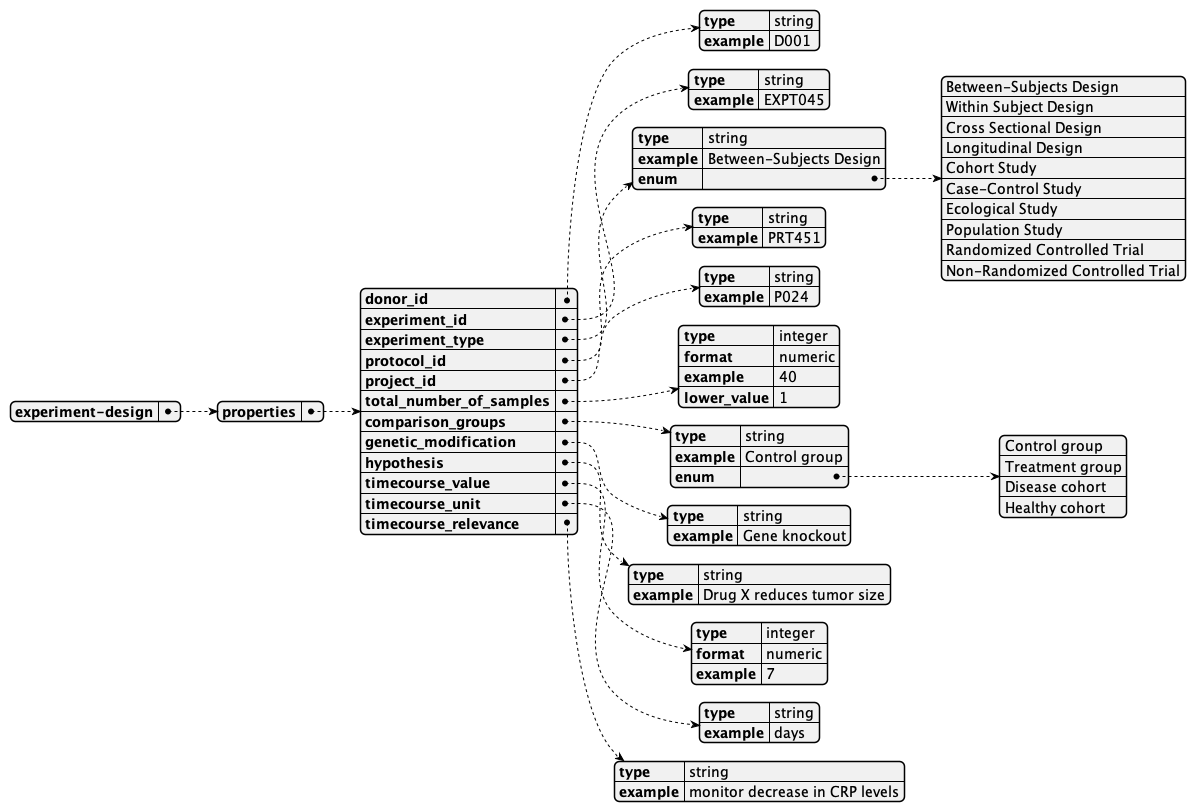 type string
example D001
type string
example EXPT045
type string
example Between-Subjects Design
enum
Between-Subjects Design
Within Subject Design
Cross Sectional Design
Longitudinal Design
Cohort Study
Case-Control Study
Ecological Study
Population Study
Randomized Controlled Trial
Non-Randomized Controlled Trial
type string
example PRT451
type string
example P024
experiment-design
properties
donor_id
experiment_id
experiment_type
protocol_id
project_id
total_number_of_samples
comparison_groups
genetic_modification
hypothesis
timecourse_value
timecourse_unit
timecourse_relevance
type integer
format numeric
example 40
lower_value 1
type string
example Control group
enum
Control group
Treatment group
Disease cohort
Healthy cohort
type string
example Gene knockout
type string
example Drug X reduces tumor size
type integer
format numeric
example 7
type string
example days
type string
example monitor decrease in CRP levels